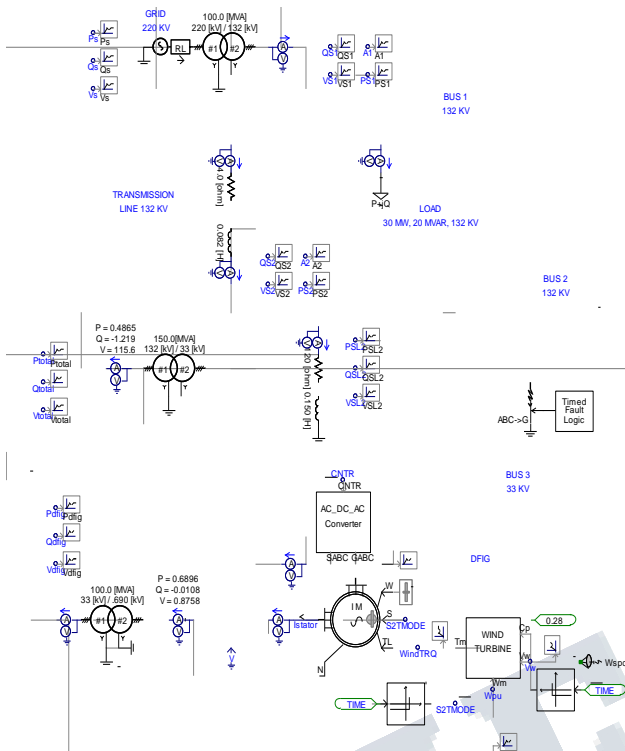 GRID
220 KV
100.0 [MVA]
220 [kV] / 132 [kV]
Ps
Ps
Qs
Qs
Vs
Vs
RL
#1
#2
A
V
QS1
QS1
A1
A1
VS1
VS1
PS1
PS1
BUS 1
132 KV
A
V
A
V
4.0 [ohm]
P+jQ
TRANSMISSION
LINE 132 KV
LOAD
30 MW, 20 MVAR, 132 KV
0.082 [H]
A
V
QS2
QS2
A2
A2
VS2
VS2
PS2
PS2
BUS 2
132 KV
P = 0.4865
Q = -1.219
V = 115.6
150.0[MVA]
132 [kV] / 33 [kV]
Ptotal
Ptotal
Qtotal
Qtotal
Vtotal
Vtotal
A
V
#1
#2
A
V
20 [ohm]
0.150 [H]
PSL2
PSL2
QSL2
QSL2
VSL2
VSL2
ABC->G
Timed
Fault
Logic
BUS 3
33 KV
CNTR
CNTR
AC_DC_AC
Converter
SABC
GABC
Pdfig
Pdfig
Qdfig
Qdfig
Vdfig
Vdfig
DFIG
100.0 [MVA]
33 [kV] / .690 [kV]
P = 0.6896
Q = -0.0108
V = 0.8758
A
V
#1
#2
A
V
A
V
A
V
V
Istator
I M
W
S
TL
N
S2TMODE
WindTRQ
Tm
WIND
TURBINE
Cp
Vw
Wm
0.28
Vw
Wspd
Wpu
TIME
S2TMODE
TIME